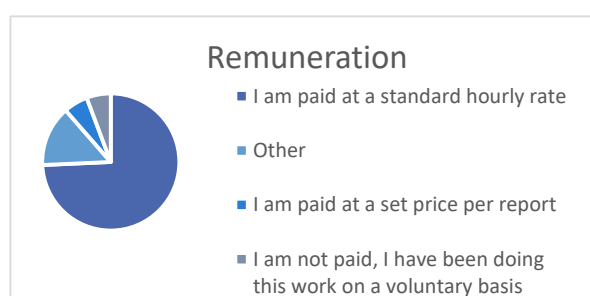 Remuneration
I am paid at a standard hourly rate
Other
I am paid at a set price per report
I am not paid, I have been doing
this work on a voluntary basis